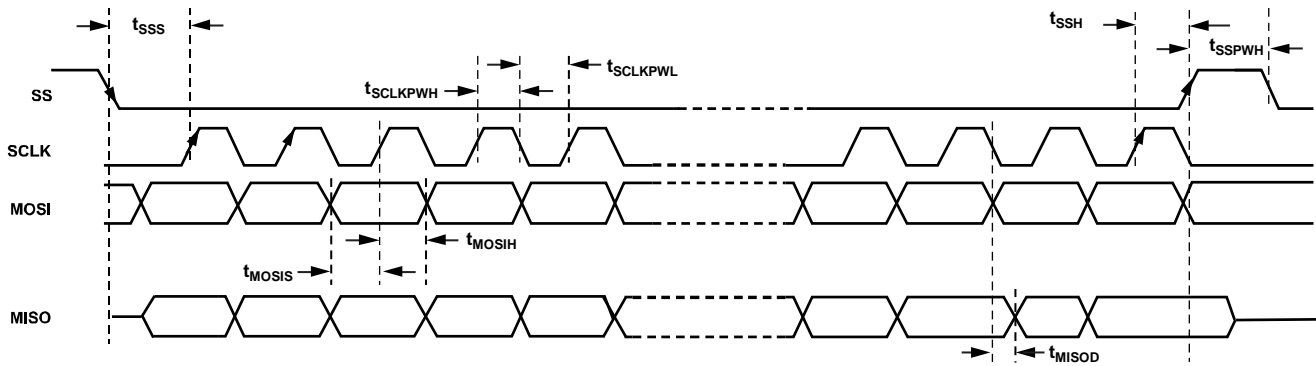 tSSS
tSSH
tSSPWH
tSCLKPWL
tSCLKPWH
SS
SCLK
MOSI
tMOSIH
tMOSIS
MISO
tMISOD